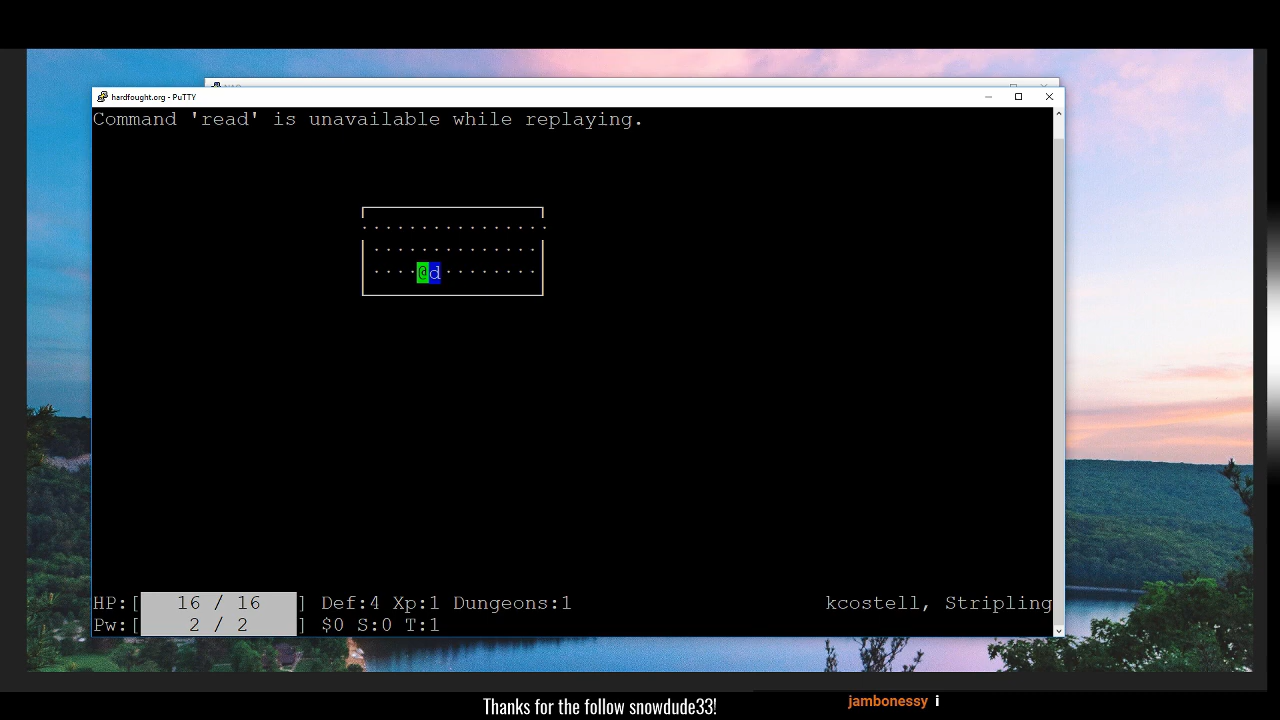 hardfought.org - PuTTY
Command 'read' is unavailable while replaying.
. . . . . . . . . . . . . . . .
. . . . . . . . . . . . . .
. . . . @d . . . . . . . .
HP:[ 16 / 16 ] Def:4 Xp:1 Dungeons:1 kcostell, Stripling
Pw:[ 2 / 2 ] $0 S:0 T:1
Thanks for the follow snowdude33!
jambonessy i